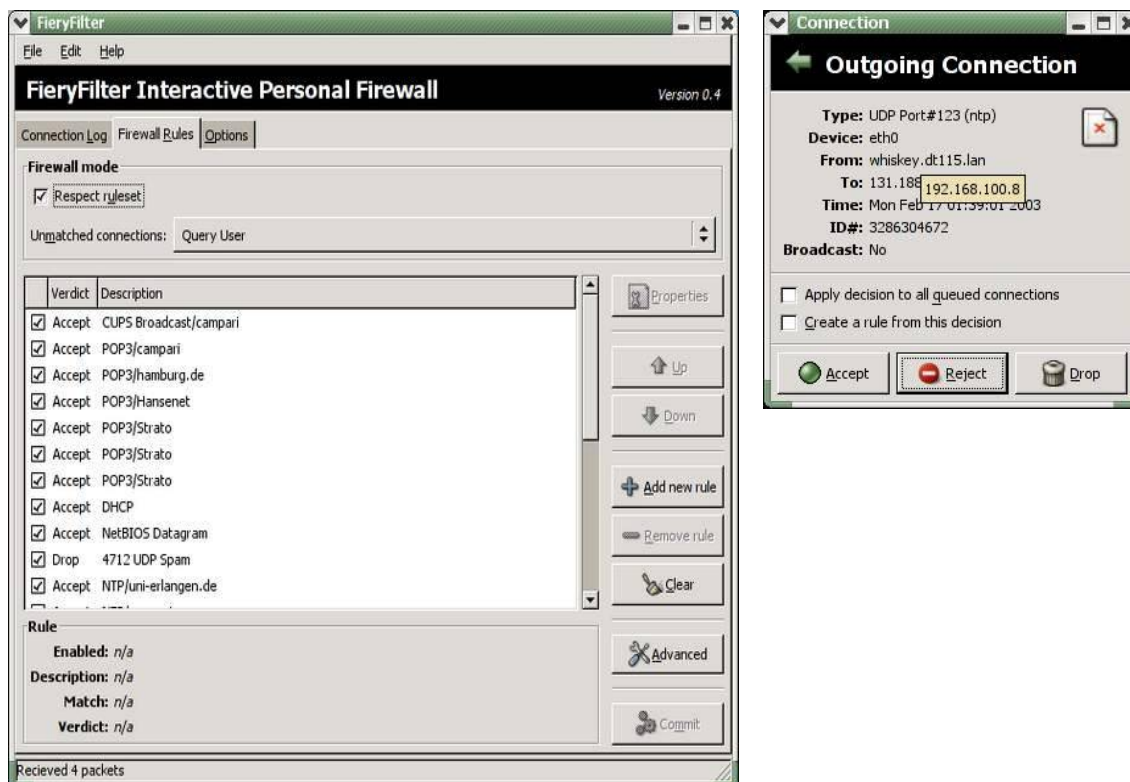 FieryFilter
File Edit Help
FieryFilter Interactive Personal Firewall
Version 0.4
Connection Log
Firewall Rules
Options
Firewall mode
Respect ruleset
Unmatched connections: Query User
Verdict Description
Accept CUPS Broadcast/campari
Accept POP3/campari
Accept POP3/hamburg.de
Accept POP3/Hansenet
Accept POP3/Strato
Accept POP3/Strato
Accept POP3/Strato
Accept DHCP
Accept NetBIOS Datagram
Drop 4712 UDP Spam
Accept NTP/uni-erlangen.de
Properties
Up
Down
Add new rule
Remove rule
Clear
Advanced
Commit
Rule
Enabled: n/a
Description: n/a
Match: n/a
Verdict: n/a
Recieved 4 packets
Connection
Outgoing Connection
Type: UDP Port#123 (ntp)
Device: eth0
From: whiskey.dt115.lan
To: 131.188
192.168.100.8
Time: Mon Feb 17 01:39:01 2003
ID#: 3286304672
Broadcast: No
Apply decision to all queued connections
Create a rule from this decision
Accept
Reject
Drop